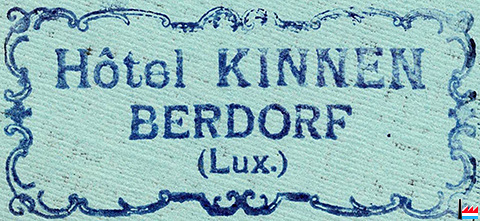 Hôtel KINNEN
BERDORF
(Lux.)